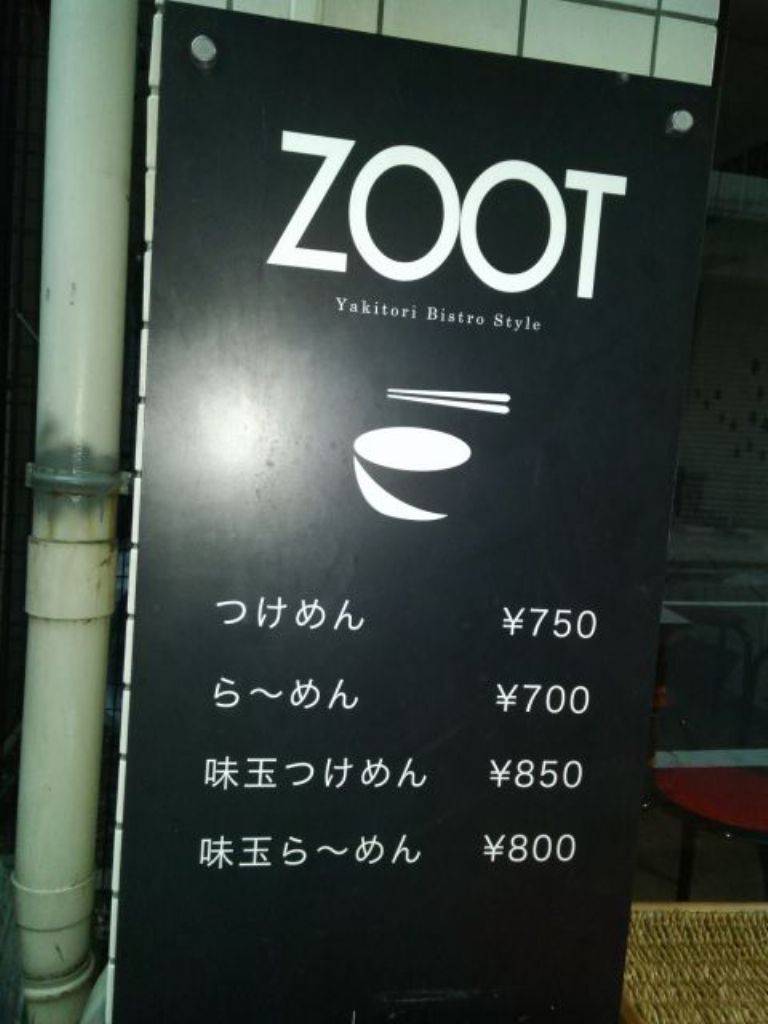 ZOOT
Yakitori Bistro Style
つけめん ¥750
ら〜めん ¥700
味玉つけめん ¥850
味玉ら〜めん ¥800